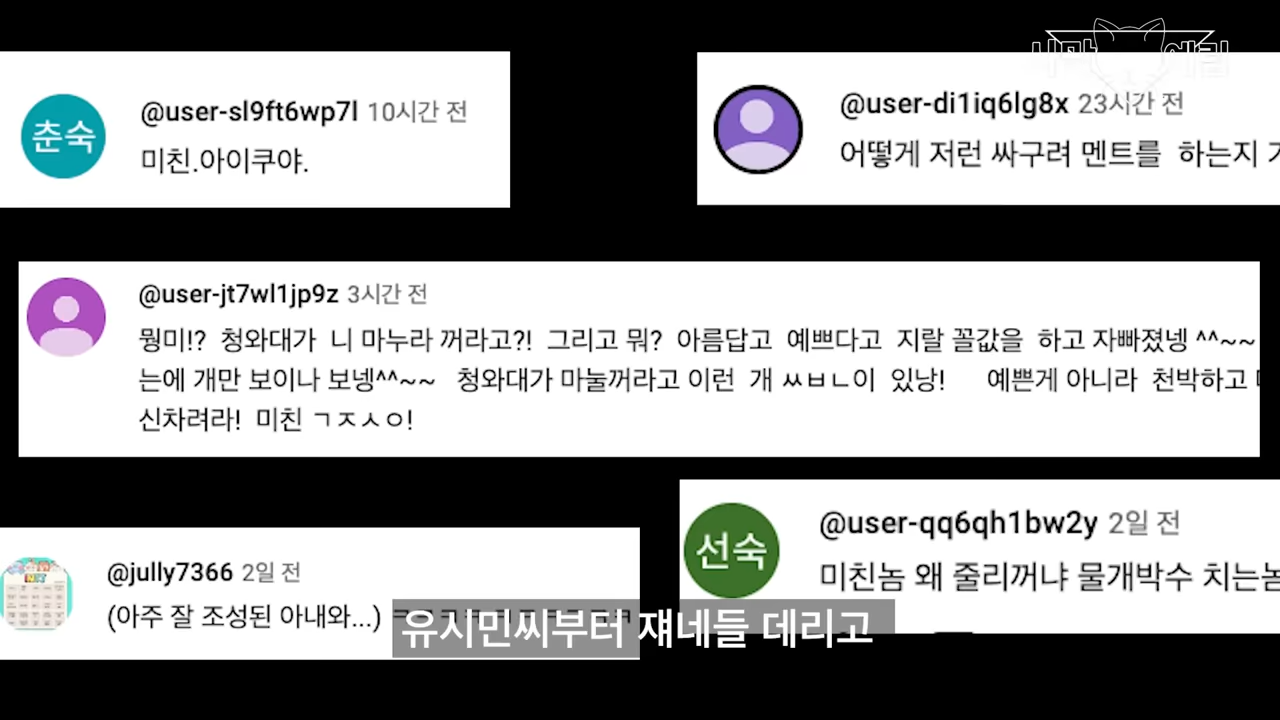 춘숙
@user-sl9ft6wp7l 10시간 전
미친.아이쿠야.
@user-di1iq6lg8x 23시간 전
어떻게 저런 싸구려 멘트를 하는지
@user-jt7wl1jp9z 3시간 전
뭥미!? 청와대가 니 마누라 꺼라고?! 그리고 뭐? 아름답고 예쁘다고 지랄 꼴값을 하고 자빠졌넹 ^^~~
는에 개만 보이나 보넹^^~~ 청와대가 마눌꺼라고 이런 개 ㅆㅂㄴ이 있낭! 예쁜게 아니라 천박하고
신차려라! 미친 ㄱㅈㅅㅇ!
선숙
@user-qq6qh1bw2y 2일 전
미친놈 왜 줄리꺼냐 물개박수 치는놈
@jully7366 2일 전
(아주 잘 조성된 아내와...)
유시민씨부터 쟤네들 데리고